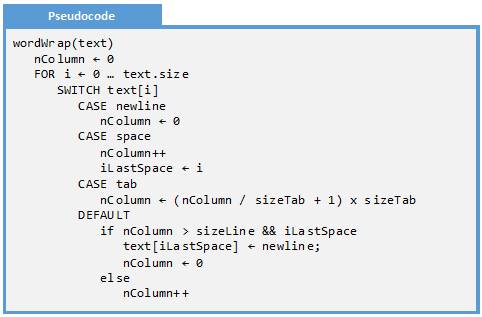 Pseudocode
wordWrap(text)
nColumn ← 0
FOR i ← 0 … text.size
SWITCH text[i]
CASE newline
nColumn ← 0
CASE space
nColumn++
iLastSpace ← i
CASE tab
nColumn ← (nColumn / sizeTab + 1) x sizeTab
DEFAULT
if nColumn > sizeLine && iLastSpace
text[iLastSpace] ← newline;
nColumn ← 0
else
nColumn++